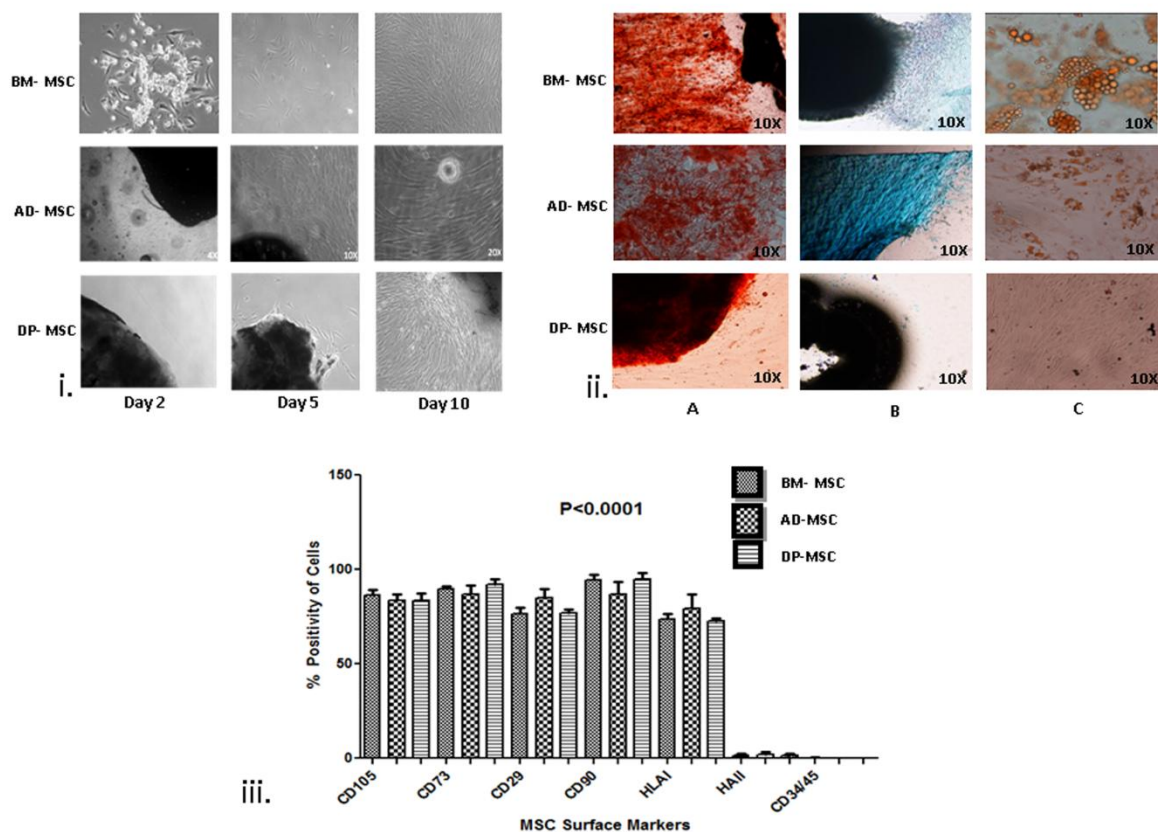 BM- MSC
AD- MSC
4X
10X
20X
DP- MSC
Day 2
Day 5
Day 10
i.
BM- MSC
10X
10X
10X
AD- MSC
10X
10X
10X
DP- MSC
10X
10X
10X
A
B
C
ii.
BM- MSC
AD-MSC
DP-MSC
P<0.0001
% Positivity of Cells
150
100
50
0
CD105
CD73
CD29
CD90
HLAI
HAII
CD34/45
MSC Surface Markers
iii.